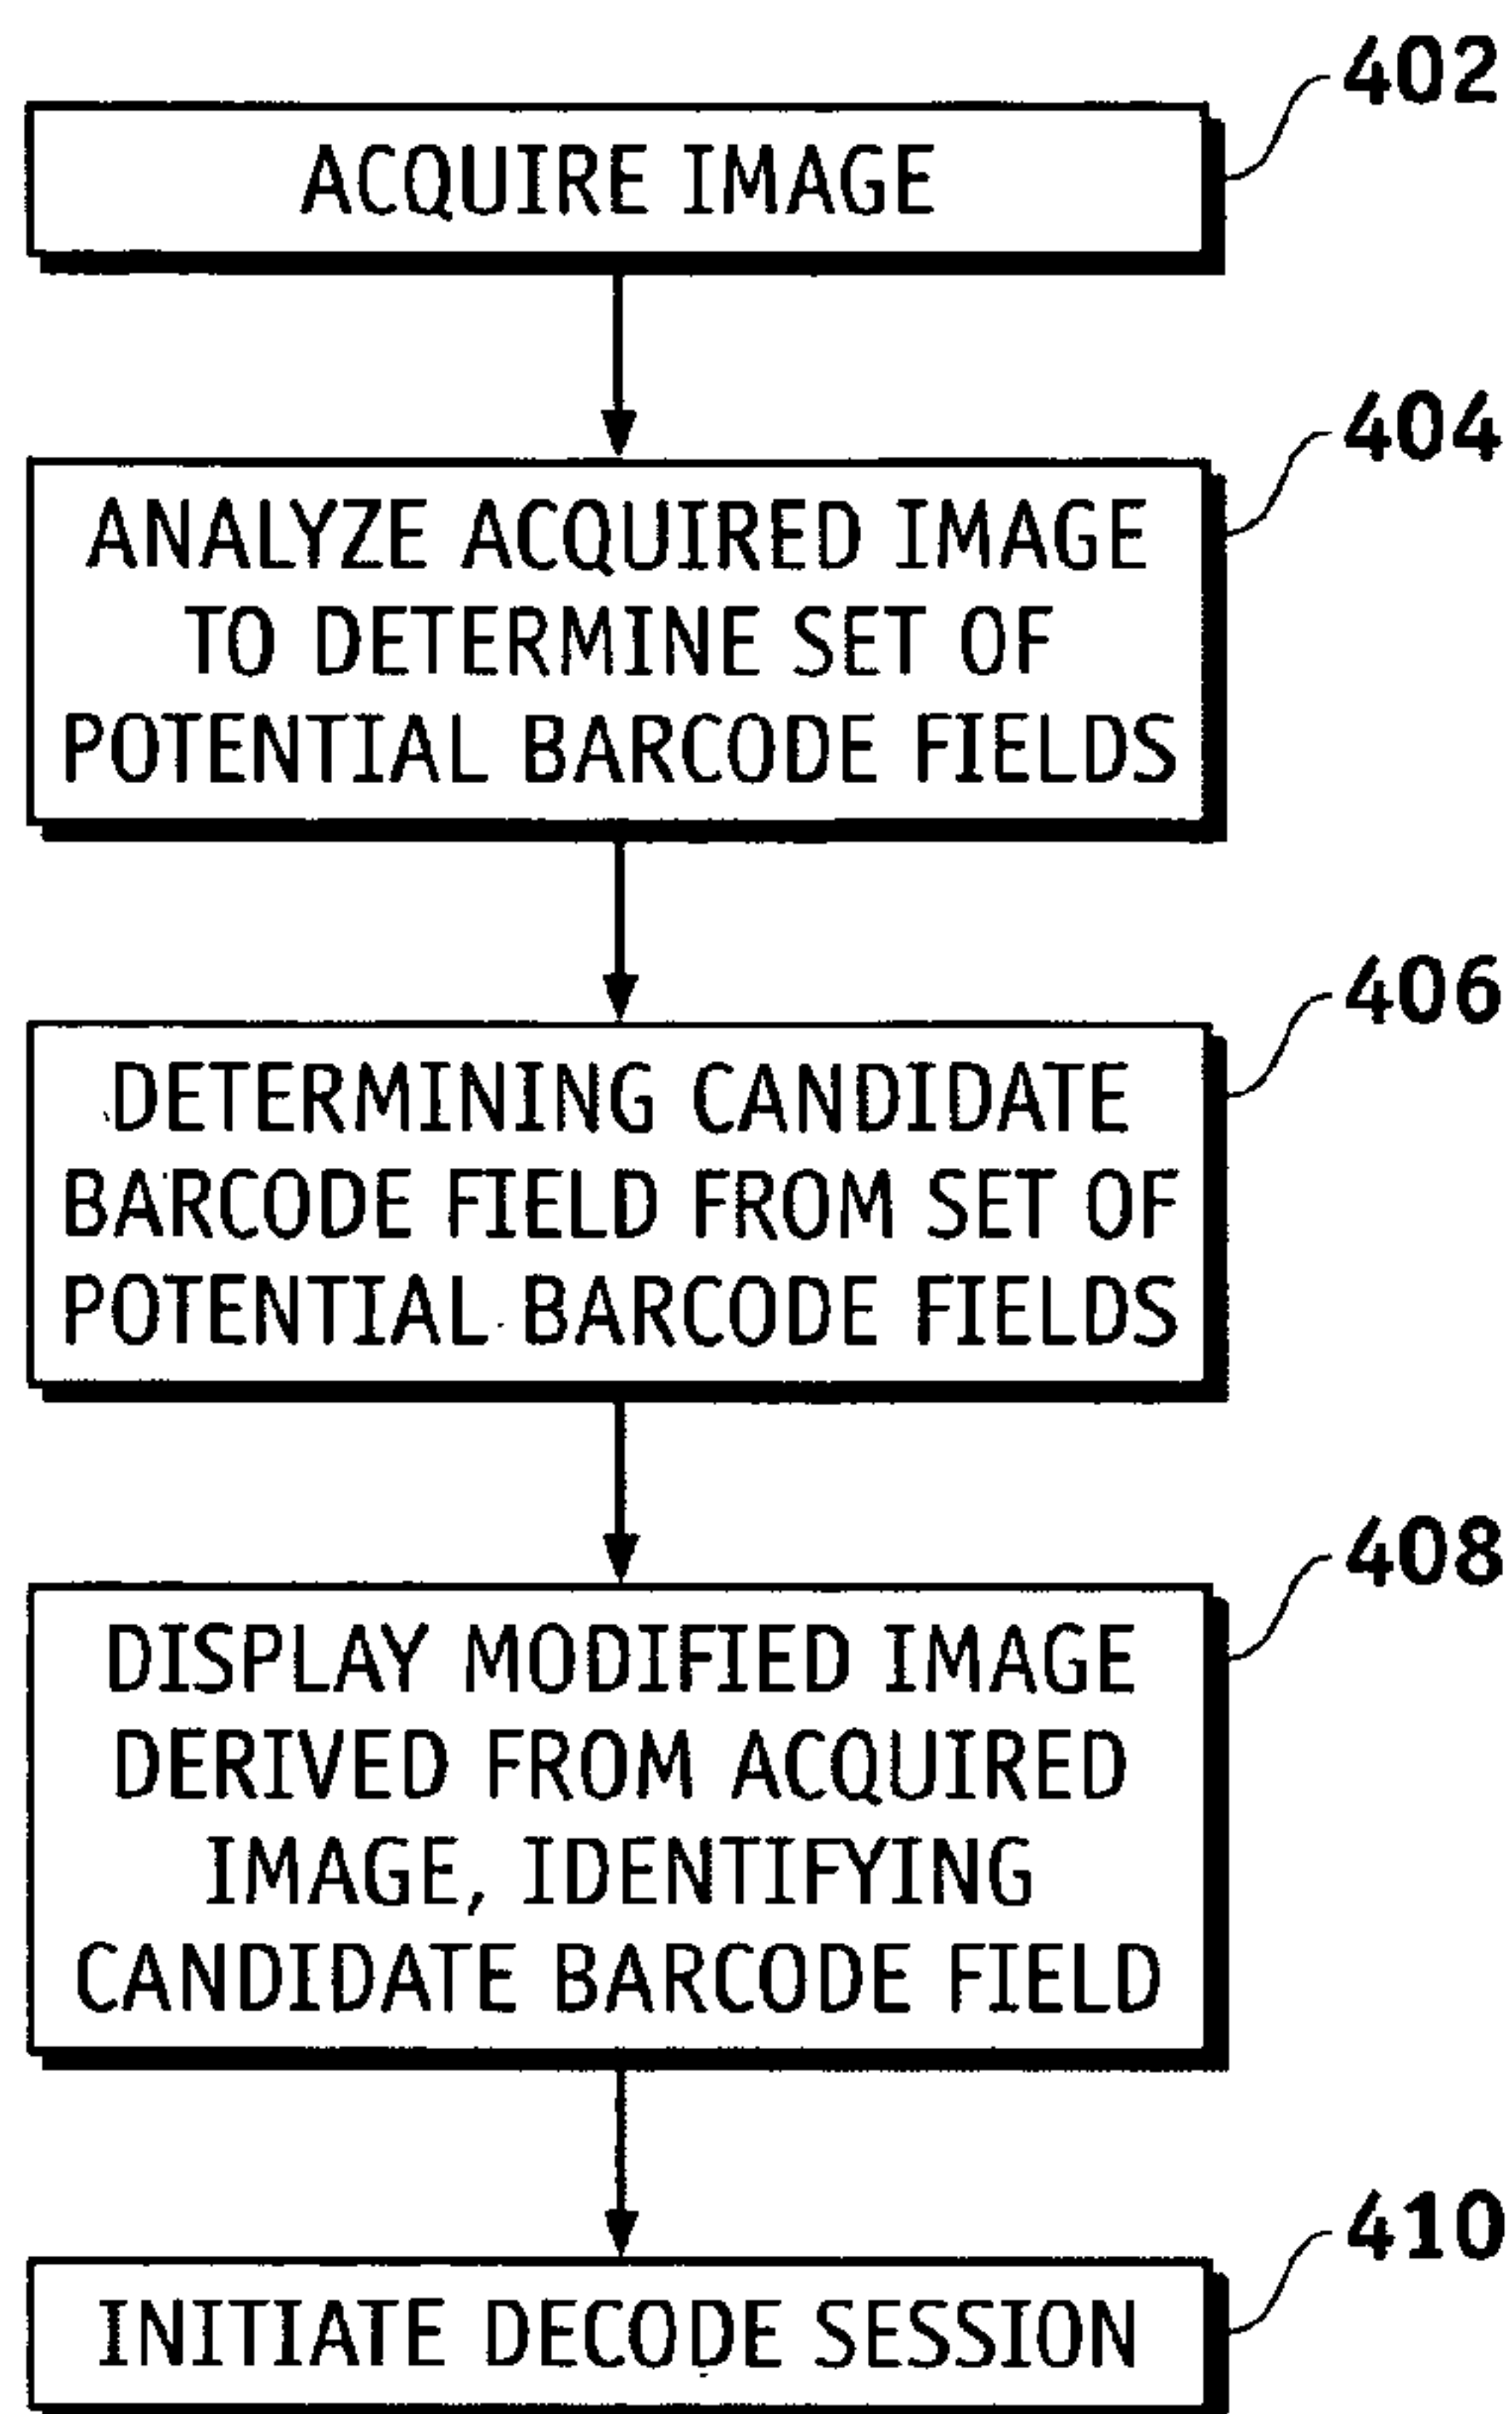 402
ACQUIRE IMAGE
404
ANALYZE ACQUIRED IMAGE
TO DETERMINE SET OF
POTENTIAL BARCODE FIELDS
406
DETERMINING CANDIDATE
BARCODE FIELD FROM SET OF
POTENTIAL BARCODE FIELDS
408
DISPLAY MODIFIED IMAGE
DERIVED FROM ACQUIRED
IMAGE, IDENTIFYING
CANDIDATE BARCODE FIELD
410
INITIATE DECODE SESSION